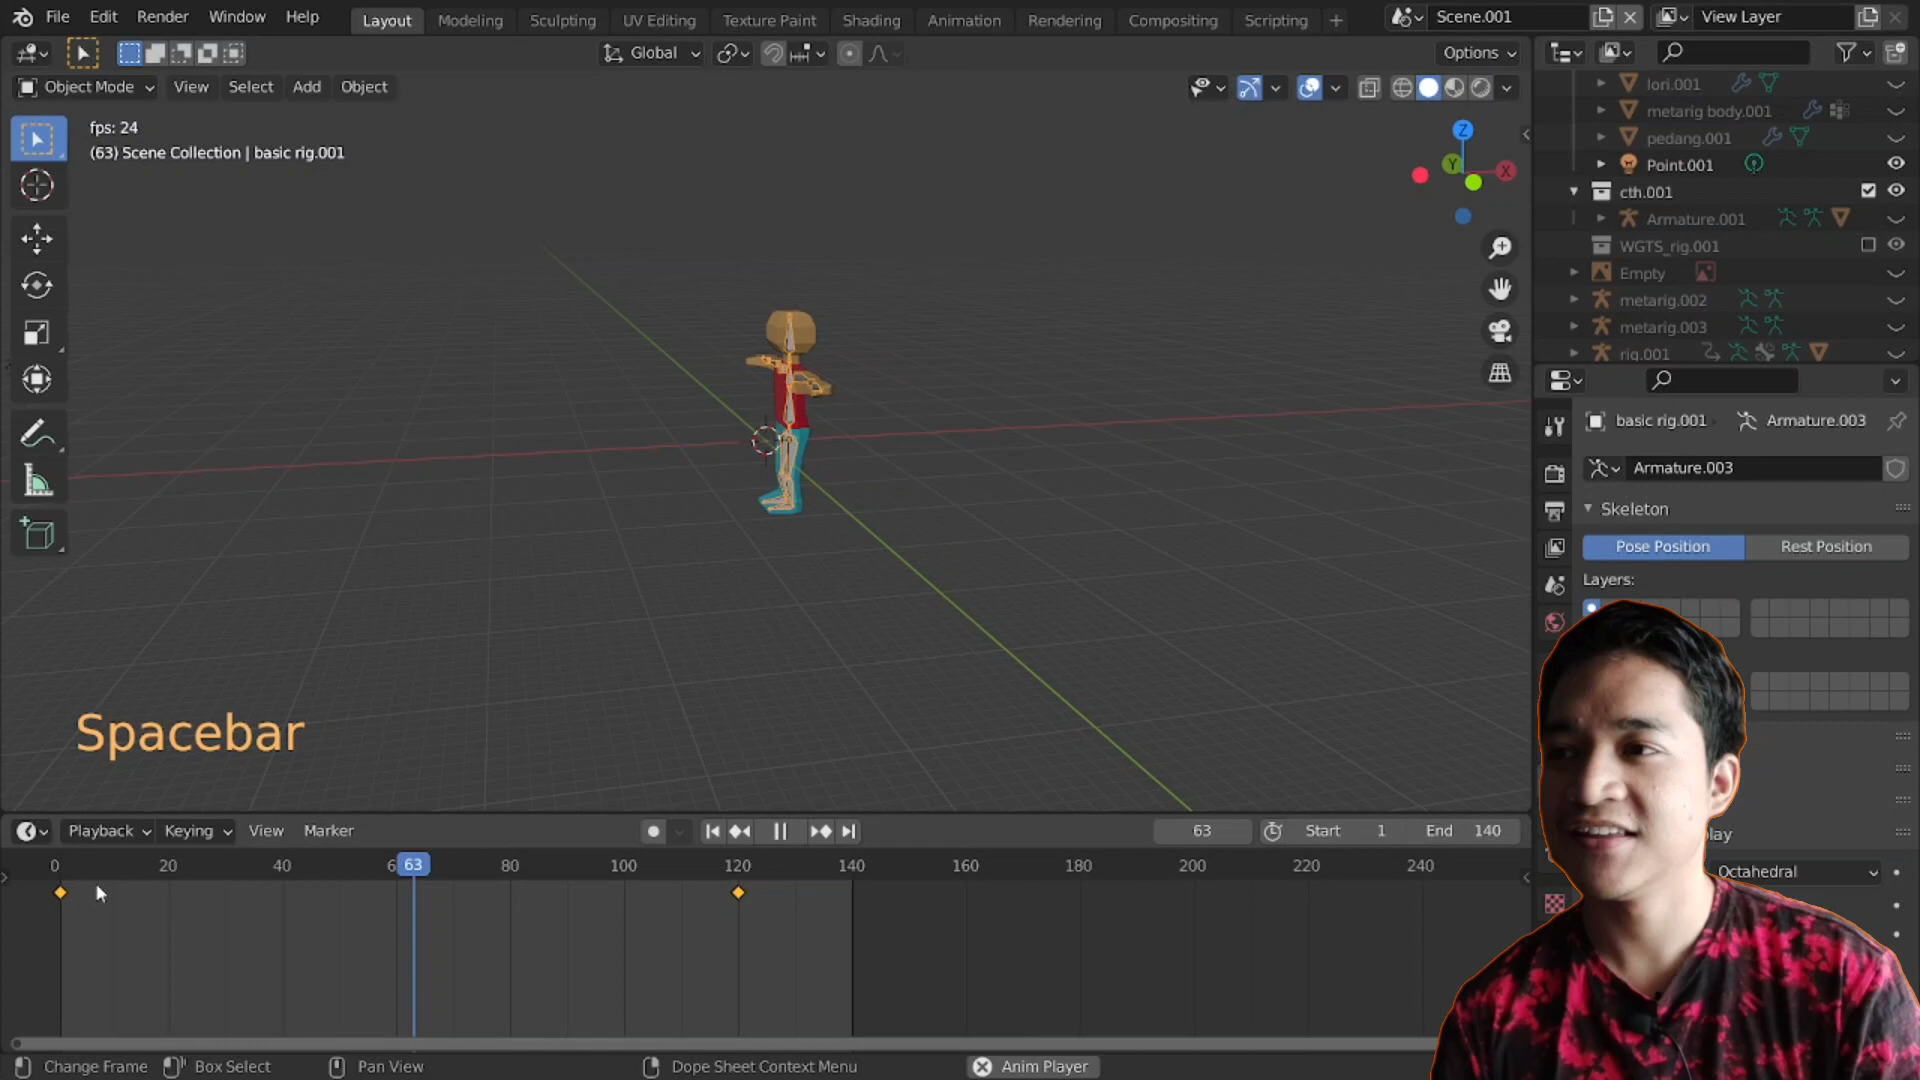 File Edit Render Window Help Layout Modeling Sculpting UV Editing Texture Paint Shading Animation Rendering Compositing Scripting + Scene.001 View Layer
Global Options
Object Mode View Select Add Object
fps: 24
(63) Scene Collection | basic rig.001
Z
Y
X
lori.001
metarig body.001
pedang.001
Point.001
cth.001
Armature.001
WGTS_rig.001
Empty
metarig.002
metarig.003
rig.001
basic rig.001 Armature.003
Armature.003
Skeleton
Pose Position Rest Position
Layers:
Spacebar
Octahedral
Playback Keying View Marker 63 Start 1 End 140
0 20 40 6 63 80 100 120 140 160 180 200 220 240
Change Frame Box Select Pan View Dope Sheet Context Menu Anim Player